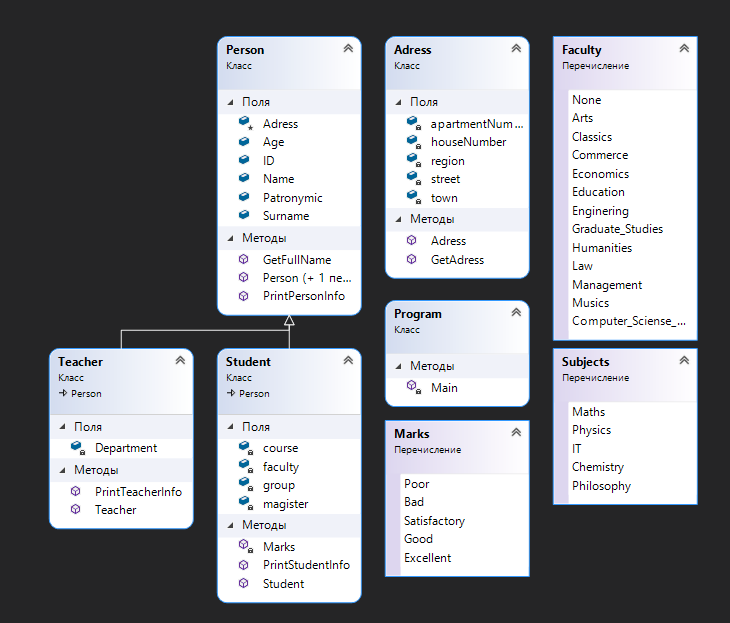 Person
Класс
Поля
Adress
Age
ID
Name
Patronymic
Surname
Методы
GetFullName
Person (+ 1 пе...
PrintPersonInfo
Adress
Класс
Поля
apartmentNum...
houseNumber
region
street
town
Методы
Adress
GetAdress
Faculty
Перечисление
None
Arts
Classics
Commerce
Economics
Education
Enginering
Graduate_Studies
Humanities
Law
Management
Musics
Computer_Sciense_...
Program
Класс
Методы
Main
Teacher
Класс
Person
Поля
Department
Методы
PrintTeacherInfo
Teacher
Student
Класс
Person
Поля
course
faculty
group
magister
Методы
Marks
PrintStudentInfo
Student
Marks
Перечисление
Poor
Bad
Satisfactory
Good
Excellent
Subjects
Перечисление
Maths
Physics
IT
Chemistry
Philosophy